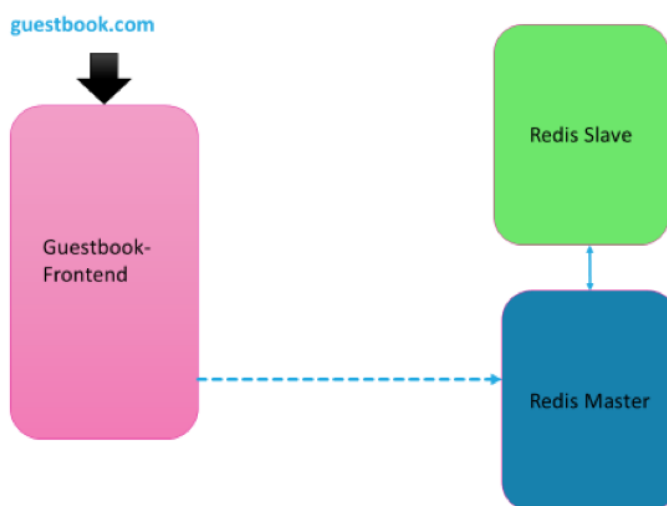 guestbook.com
Redis Slave
Guestbook-
Frontend
Redis Master